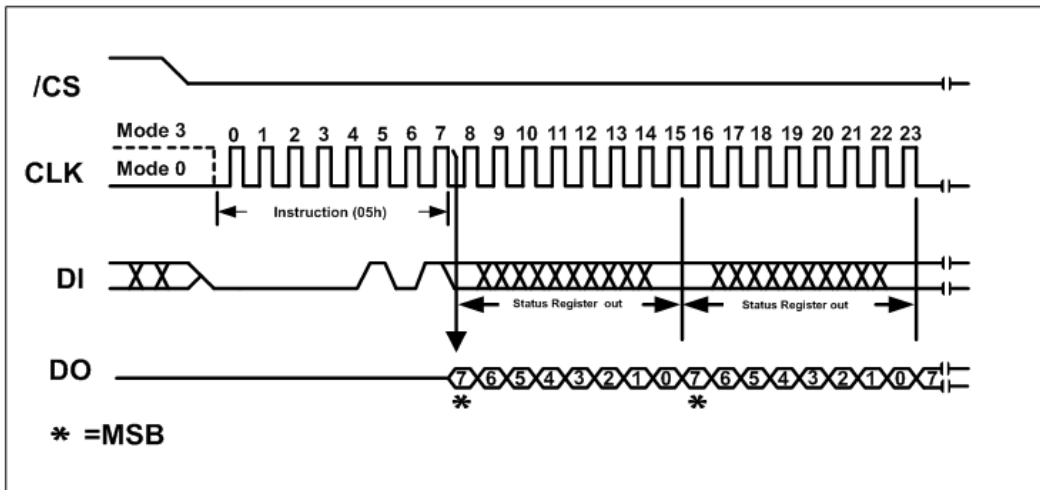 /CS
Mode 3
0 1 2 3 4 5 6 7 8 9 10 11 12 13 14 15 16 17 18 19 20 21 22 23
CLK
Mode 0
Instruction (05h)
DI
Status Register out
Status Register out
DO
7 6 5 4 3 2 1 0 7 6 5 4 3 2 1 0 7
* *
* =MSB